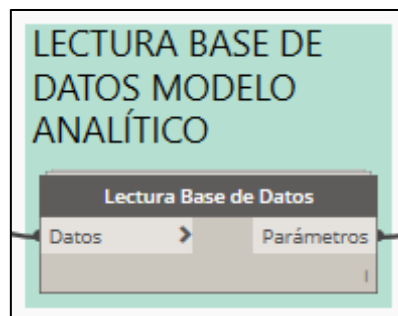 LECTURA BASE DE
DATOS MODELO
ANALÍTICO
Lectura Base de Datos
Datos > Parámetros
l